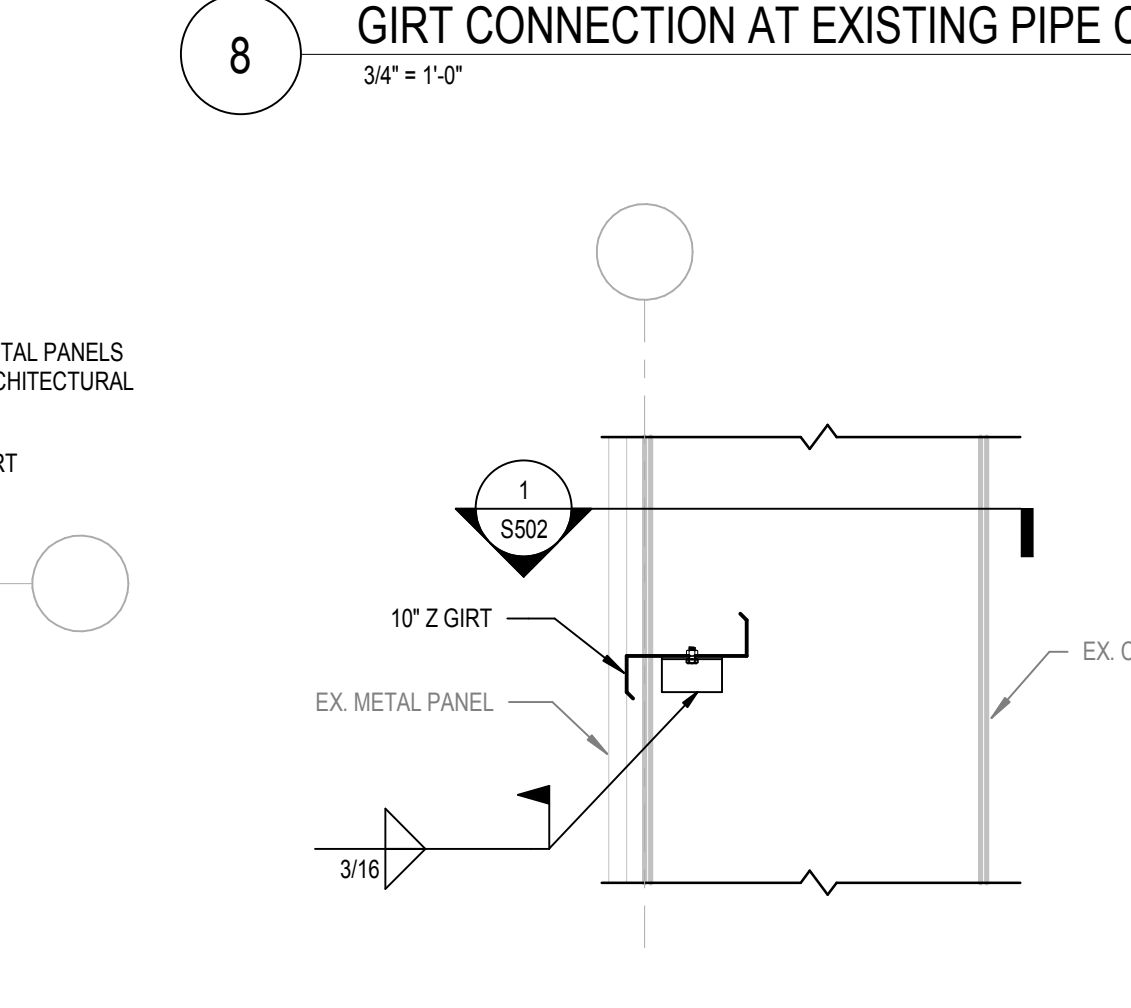 8
GIRT CONNECTION AT EXISTING PIPE
3/4" = 1'-0"
TAL PANELS
CHITECTURAL
RT
1
S502
10" Z GIRT
EX.
EX. METAL PANEL
3/16